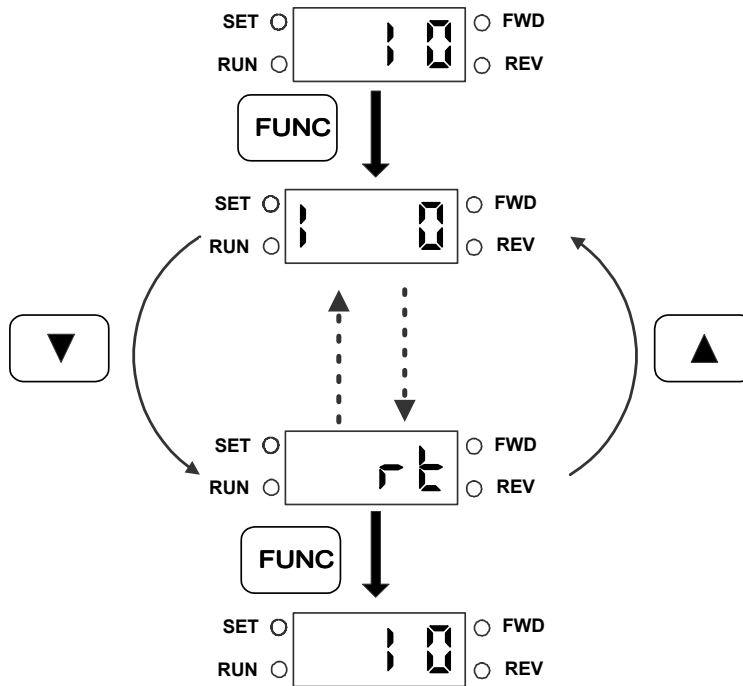 SET FWD
10
RUN REV
FUNC
SET FWD
1 0
RUN REV
▼ ▲
SET FWD
rt
RUN REV
FUNC
SET FWD
10
RUN REV